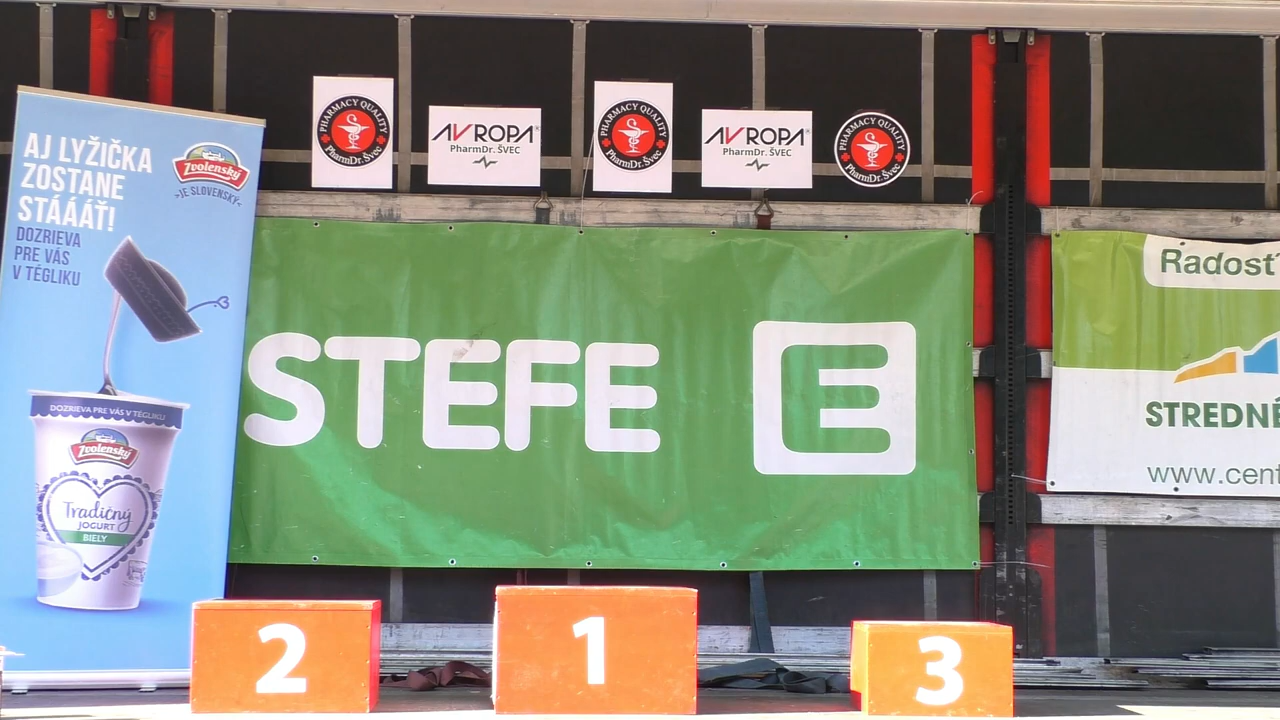 AJ LYŽIČKA
ZOSTANE
STÁÁÁŤ!
DOZRIEVA
PRE VÁS
V TÉGLIKU
Zvolenský
>JE SLOVENSKÝ<
DOZRIEVA PRE VÁS V TÉGLIKU
Zvolenský
Tradičný
JOGURT
BIELY
PHARMACY QUALITY
PharmDr. Švec
AVROPA®
PharmDr. ŠVEC
PHARMACY QUALITY
PharmDr. Švec
AVROPA®
PharmDr. ŠVEC
PHARMACY QUALITY
PharmDr. Švec
STEFE E
Radosť
STREDNÉ
www.cent
2
1
3